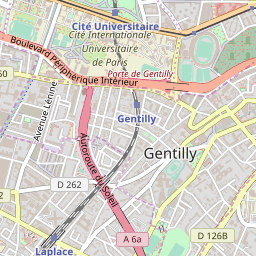 Cité Universitaire
Cité Internationale
Universitaire
de Paris
Boulevard Périphérique Intérieur
Porte de Gentilly
60
Avenue Lénine
Gentilly
Gentilly
D 262
Autoroute du Soleil
A 6a
D 126B
Laplace